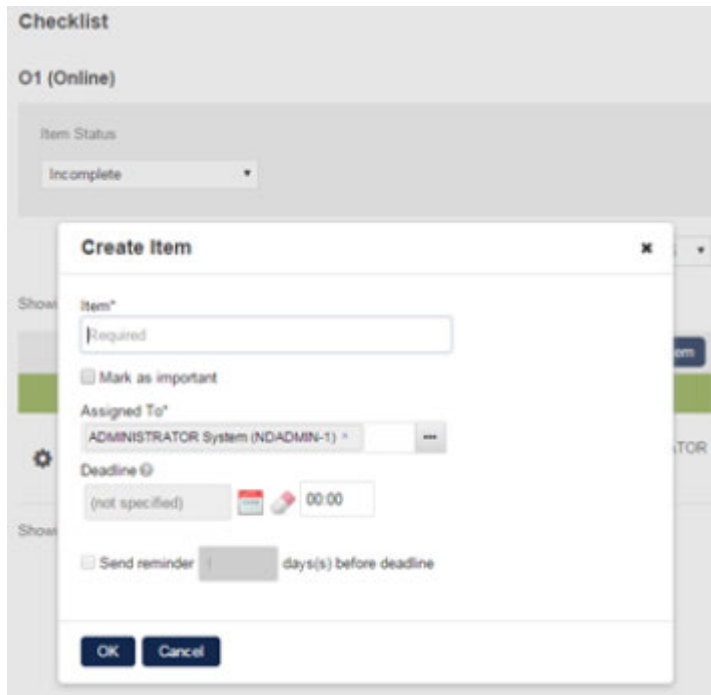 Checklist
O1 (Online)
Item Status
Incomplete
Create Item
Item*
Required
Mark as important
Assigned To*
ADMINISTRATOR System (NDADMIN-1) ×
Deadline
(not specified)
00:00
Send reminder
days(s) before deadline
OK Cancel